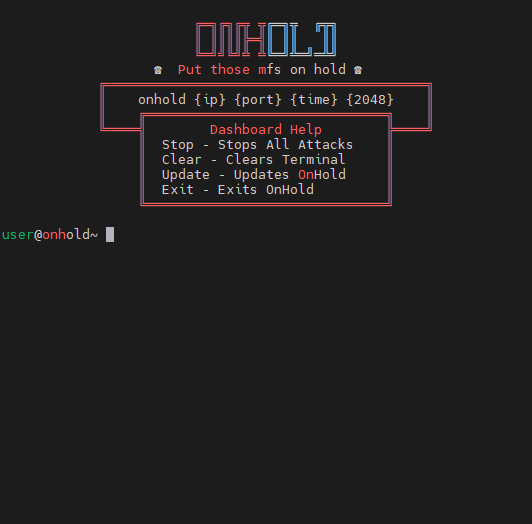 ONHOLD
☎ Put those mfs on hold ☎
onhold {ip} {port} {time} {2048}
Dashboard Help
Stop - Stops All Attacks
Clear - Clears Terminal
Update - Updates OnHold
Exit - Exits OnHold
user@onhold~